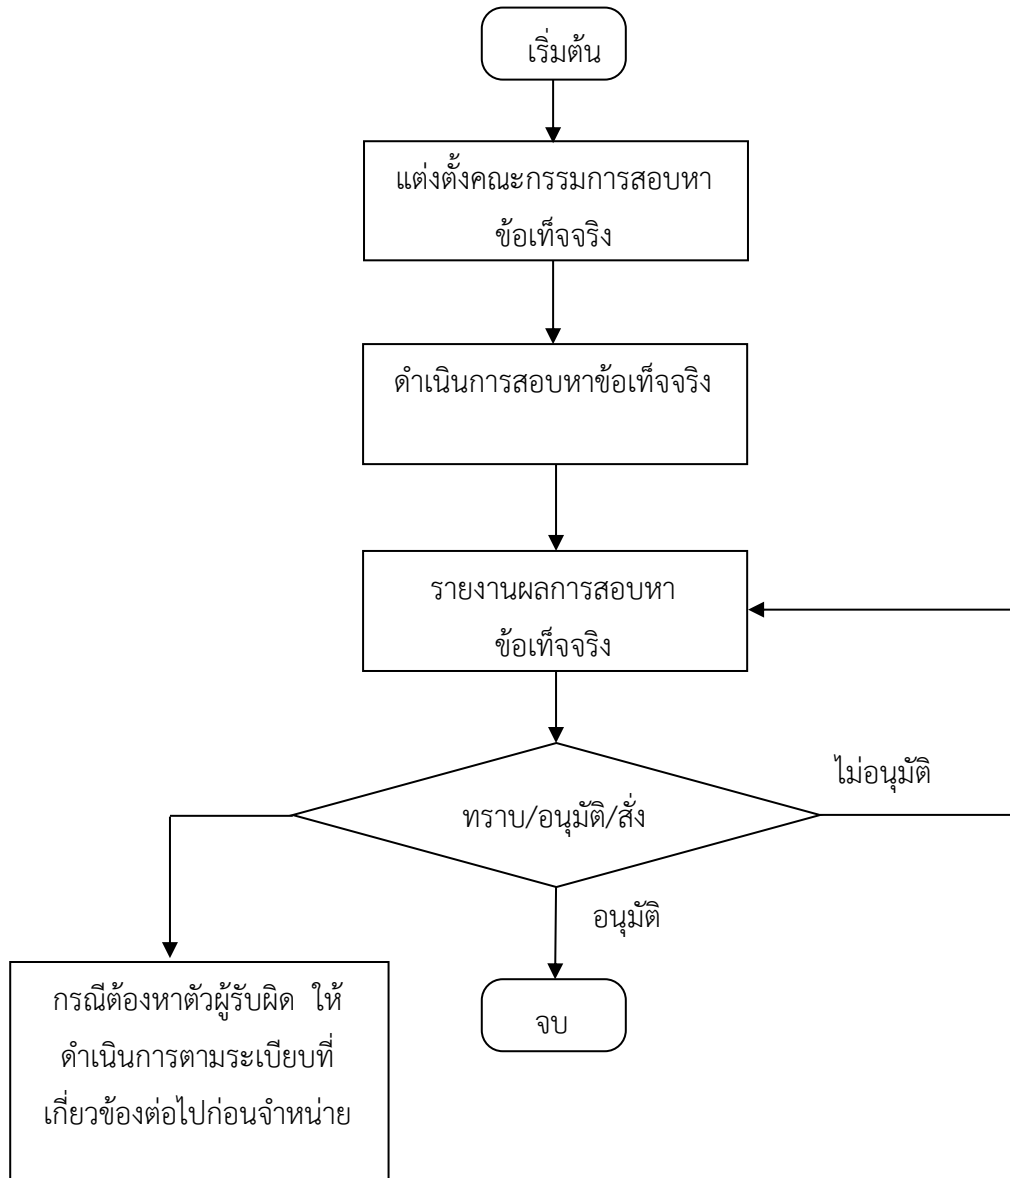 เริ่มต้น
แต่งตั้งคณะกรรมการสอบหา
ข้อเท็จจริง
ดำเนินการสอบหาข้อเท็จจริง
รายงานผลการสอบหา
ข้อเท็จจริง
ไม่อนุมัติ
ทราบ/อนุมัติ/สั่ง
อนุมัติ
กรณีต้องหาตัวผู้รับผิด ให้
ดำเนินการตามระเบียบที่
เกี่ยวข้องต่อไปก่อนจำหน่าย
จบ